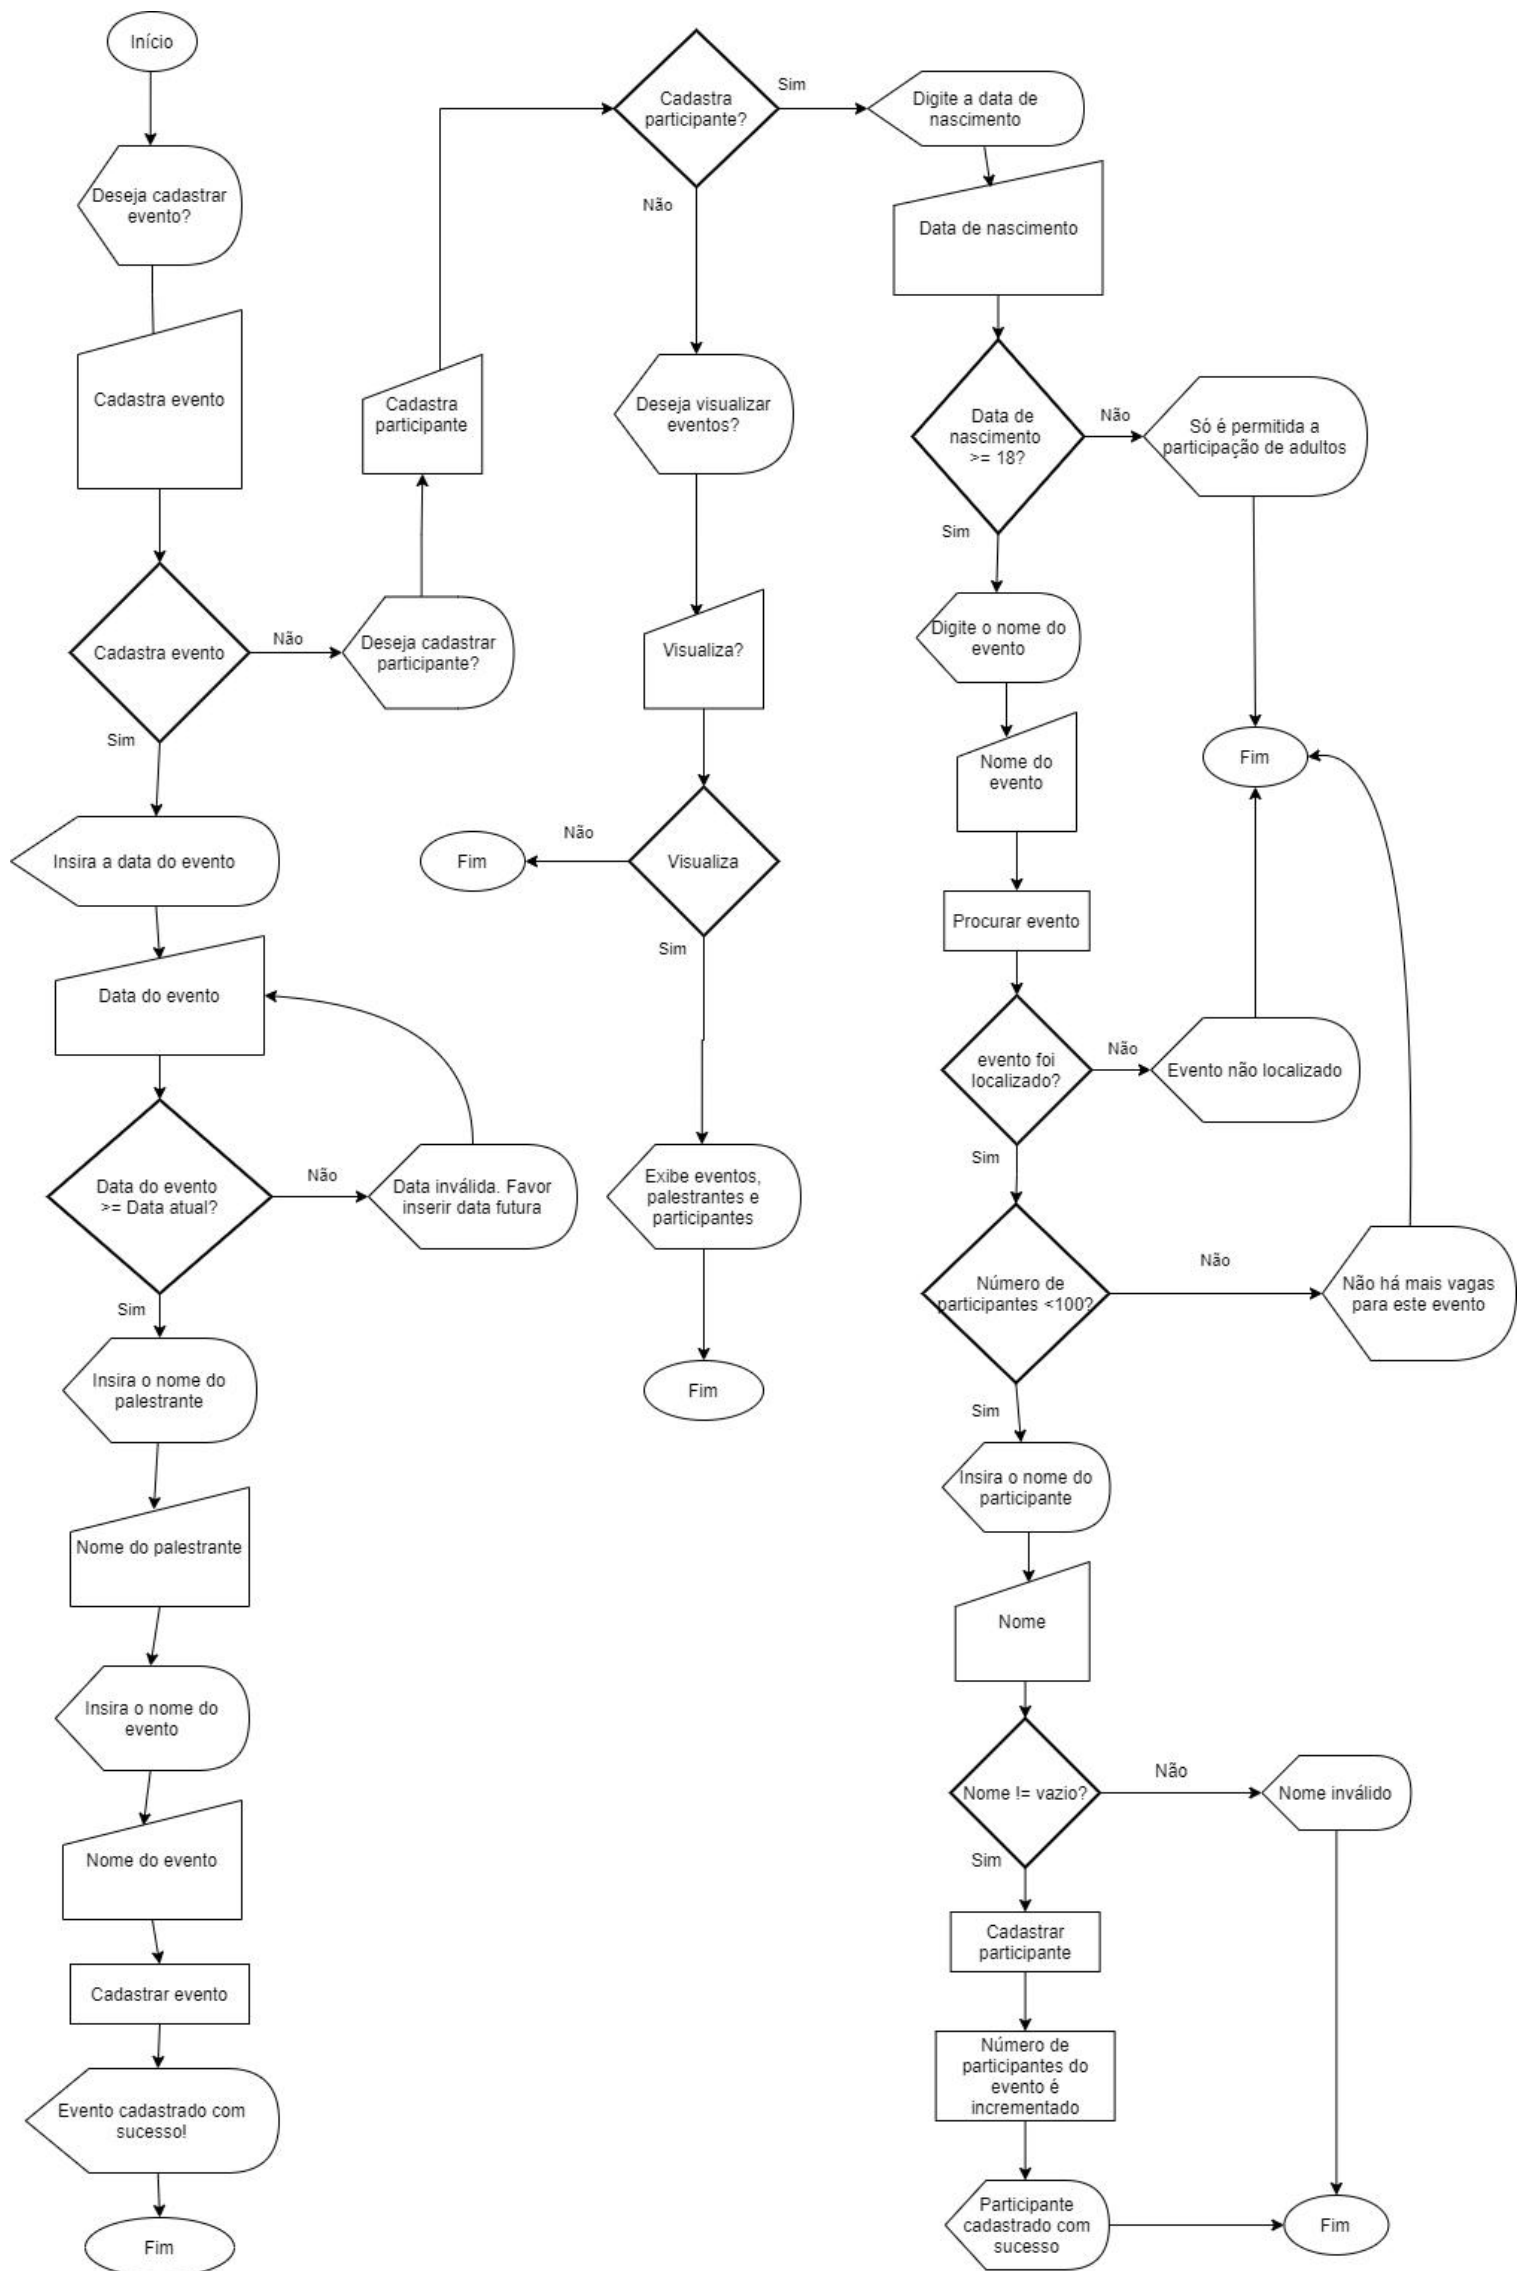 Início
Deseja cadastrar
evento?
Cadastra evento
Cadastra evento
Não
Sim
Insira a data do evento
Data do evento
Data do evento
>= Data atual?
Não
Data inválida. Favor
inserir data futura
Sim
Insira o nome do
palestrante
Nome do palestrante
Insira o nome do
evento
Nome do evento
Cadastrar evento
Evento cadastrado com
sucesso!
Fim
Deseja cadastrar
participante?
Cadastra
participante
Cadastra
participante?
Sim
Não
Deseja visualizar
eventos?
Visualiza?
Visualiza
Não
Fim
Sim
Exibe eventos,
palestrantes e
participantes
Fim
Digite a data de
nascimento
Data de nascimento
Data de
nascimento
>= 18?
Não
Só é permitida a
participação de adultos
Sim
Digite o nome do
evento
Nome do
evento
Fim
Procurar evento
evento foi
localizado?
Não
Evento não localizado
Sim
Número de
participantes <100?
Não
Não há mais vagas
para este evento
Sim
Insira o nome do
participante
Nome
Nome != vazio?
Não
Nome inválido
Sim
Cadastrar
participante
Número de
participantes do
evento é
incrementado
Participante
cadastrado com
sucesso
Fim